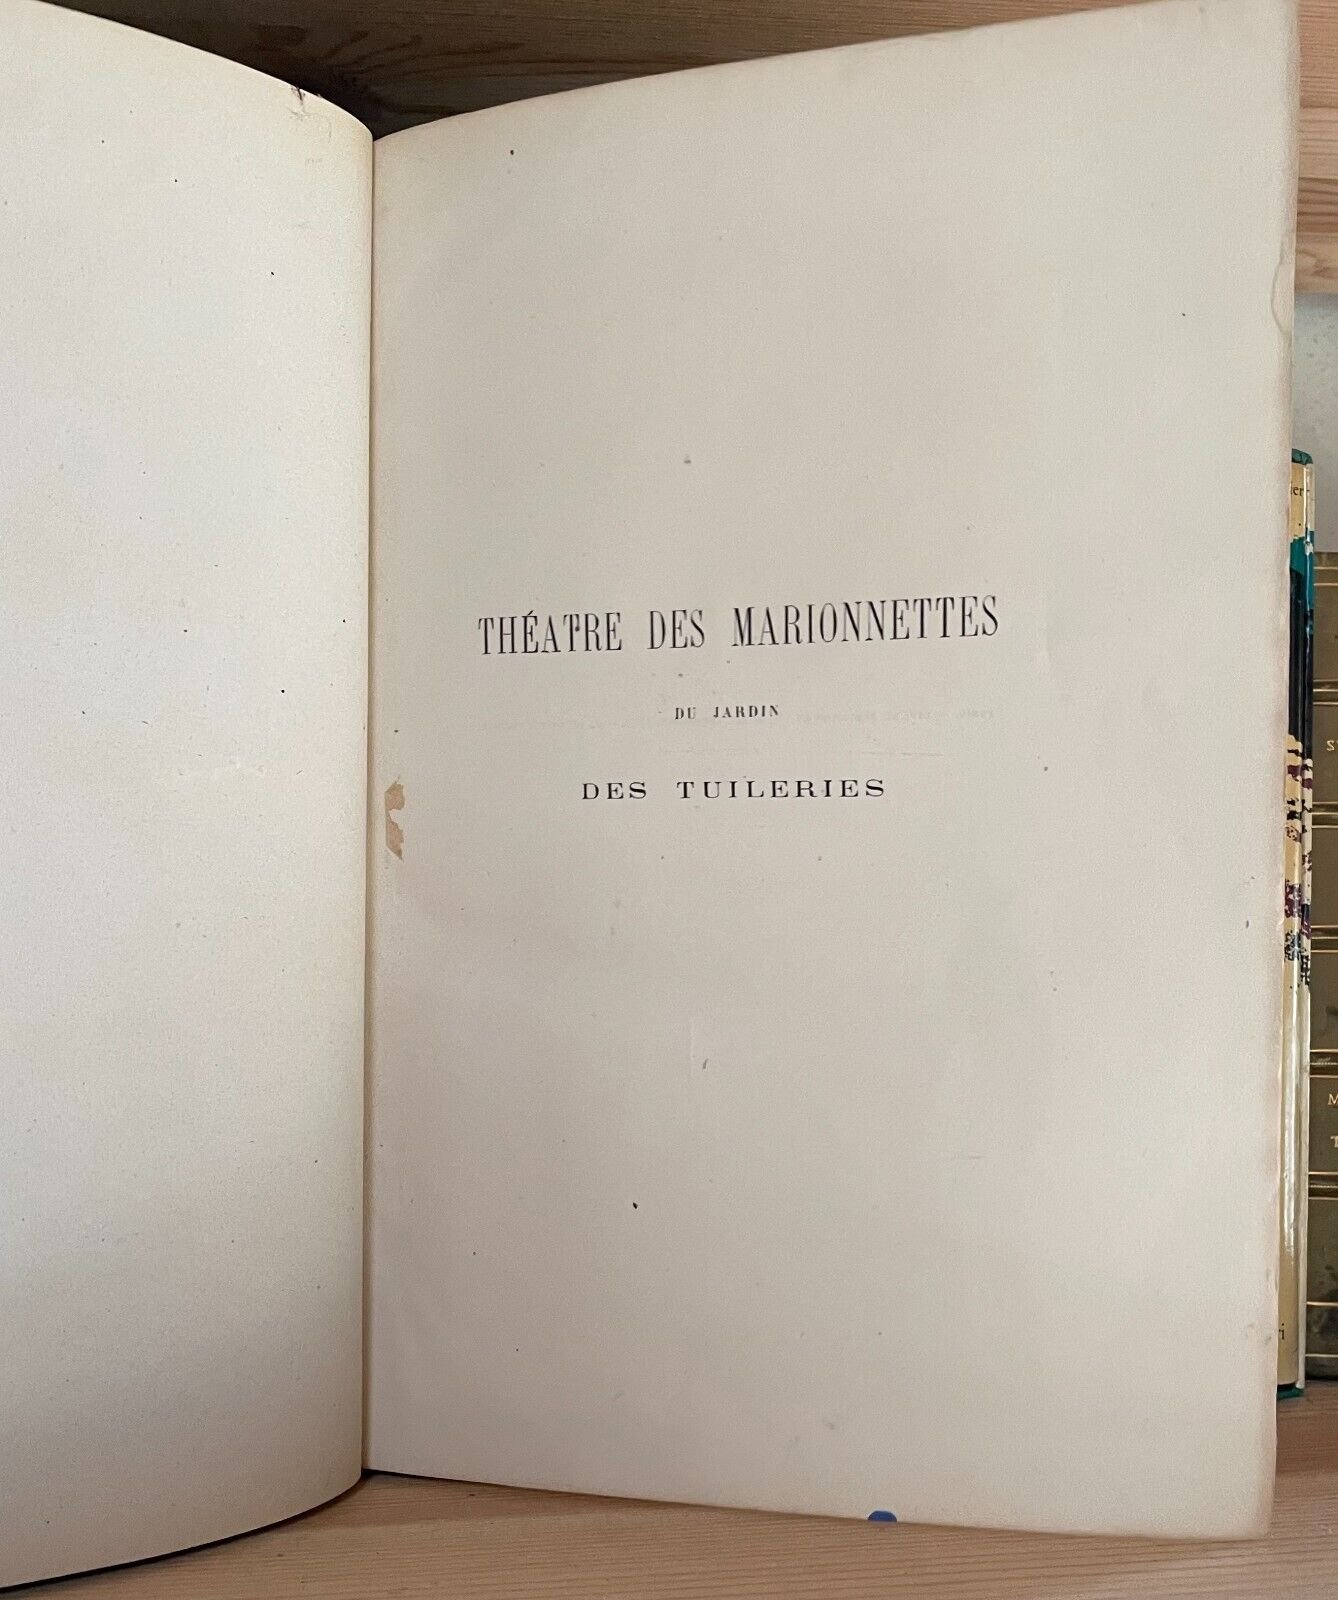 THÉATRE DES MARIONNETTES
DU JARDIN
DES TUILERIES